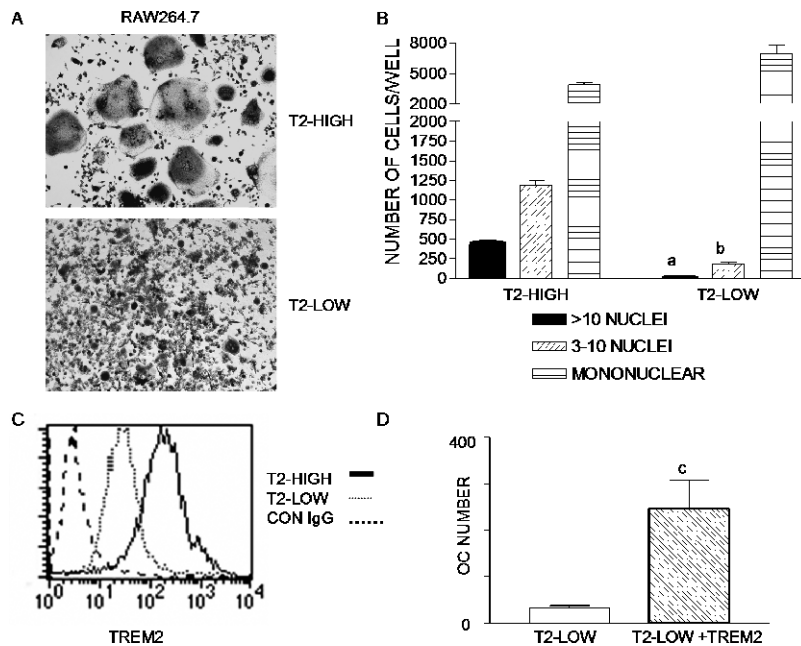 A
RAW264.7
T2-HIGH
T2-LOW
B
NUMBER OF CELLS/WELL
8000
5000
2000
2000
1750
1500
1250
1000
750
500
250
0
a
b
T2-HIGH
T2-LOW
>10 NUCLEI
3-10 NUCLEI
MONONUCLEAR
C
T2-HIGH
T2-LOW
CON IgG
10⁰ 10¹ 10² 10³ 10⁴
TREM2
D
OC NUMBER
400
0
c
T2-LOW
T2-LOW +TREM2